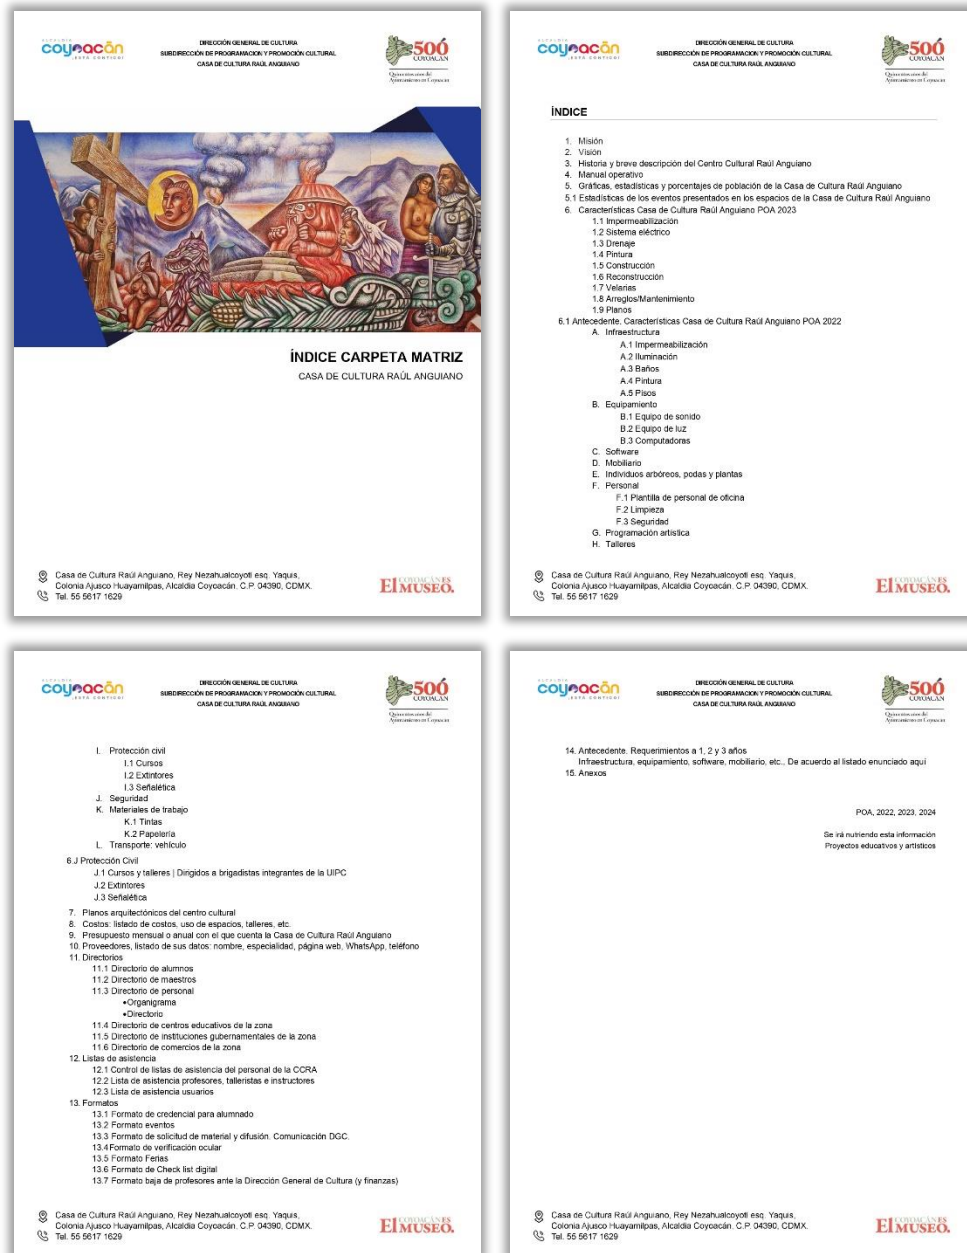 ALCALDÍA
coyoacán
¡ESTÁ CONTIGO!
DIRECCIÓN GENERAL DE CULTURA
SUBDIRECCIÓN DE PROGRAMACION Y PROMOCIÓN CULTURAL
CASA DE CULTURA RAÚL ANGUIANO
500
COYOACÁN
ÍNDICE CARPETA MATRIZ
CASA DE CULTURA RAÚL ANGUIANO
Casa de Cultura Raúl Anguiano, Rey Nezahualcoyotl esq. Yaquis,
Colonia Ajusco Huayamilpas, Alcaldía Coyoacán, C.P. 04390, CDMX.
Tel. 55 5617 1629
COYOACÁN ES
El MUSEO.
ALCALDÍA
coyoacán
¡ESTÁ CONTIGO!
DIRECCIÓN GENERAL DE CULTURA
SUBDIRECCIÓN DE PROGRAMACION Y PROMOCIÓN CULTURAL
CASA DE CULTURA RAÚL ANGUIANO
500
COYOACÁN
ÍNDICE
1. Misión
2. Visión
3. Historia y breve descripción del Centro Cultural Raúl Anguiano
4. Manual operativo
5. Gráficas, estadísticas y porcentajes de población de la Casa de Cultura Raúl Anguiano
5.1 Estadísticas de los eventos presentados en los espacios de la Casa de Cultura Raúl Anguiano
6. Características Casa de Cultura Raúl Anguiano POA 2023
1.1 Impermeabilización
1.2 Sistema eléctrico
1.3 Drenaje
1.4 Pintura
1.5 Construcción
1.6 Reconstrucción
1.7 Velarias
1.8 Arreglos/Mantenimiento
1.9 Planos
6.1 Antecedente. Características Casa de Cultura Raúl Anguiano POA 2022
A. Infraestructura
A.1 Impermeabilización
A.2 Iluminación
A.3 Baños
A.4 Pintura
A.5 Pisos
B. Equipamiento
B.1 Equipo de sonido
B.2 Equipo de luz
B.3 Computadoras
C. Software
D. Mobiliario
E. Individuos arbóreos, podas y plantas
F. Personal
F.1 Plantilla de personal de oficina
F.2 Limpieza
F.3 Seguridad
G. Programación artística
H. Talleres
Casa de Cultura Raúl Anguiano, Rey Nezahualcoyotl esq. Yaquis,
Colonia Ajusco Huayamilpas, Alcaldía Coyoacán, C.P. 04390, CDMX.
Tel. 55 5617 1629
COYOACÁN ES
El MUSEO.
ALCALDÍA
coyoacán
¡ESTÁ CONTIGO!
DIRECCIÓN GENERAL DE CULTURA
SUBDIRECCIÓN DE PROGRAMACION Y PROMOCIÓN CULTURAL
CASA DE CULTURA RAÚL ANGUIANO
500
COYOACÁN
I. Protección civil
I.1 Cursos
I.2 Extintores
I.3 Señalética
J. Seguridad
K. Materiales de trabajo
K.1 Tintas
K.2 Papelería
L. Transporte: vehículo
6.J Protección Civil
J.1 Cursos y talleres | Dirigidos a brigadistas integrantes de la UIPC
J.2 Extintores
J.3 Señalética
7. Planos arquitectónicos del centro cultural
8. Costos: listado de costos, uso de espacios, talleres, etc.
9. Presupuesto mensual o anual con el que cuenta la Casa de Cultura Raúl Anguiano
10. Proveedores, listado de sus datos: nombre, especialidad, página web, WhatsApp, teléfono
11. Directorios
11.1 Directorio de alumnos
11.2 Directorio de maestros
11.3 Directorio de personal
•Organigrama
•Directorio
11.4 Directorio de centros educativos de la zona
11.5 Directorio de instituciones gubernamentales de la zona
11.6 Directorio de comercios de la zona
12. Listas de asistencia
12.1 Control de listas de asistencia del personal de la CCRA
12.2 Lista de asistencia profesores, talleristas e instructores
12.3 Lista de asistencia usuarios
13. Formatos
13.1 Formato de credencial para alumnado
13.2 Formato eventos
13.3 Formato de solicitud de material y difusión. Comunicación DGC.
13.4Formato de verificación ocular
13.5 Formato Ferias
13.6 Formato de Check list digital
13.7 Formato baja de profesores ante la Dirección General de Cultura (y finanzas)
Casa de Cultura Raúl Anguiano, Rey Nezahualcoyotl esq. Yaquis,
Colonia Ajusco Huayamilpas, Alcaldía Coyoacán, C.P. 04390, CDMX.
Tel. 55 5617 1629
COYOACÁN ES
El MUSEO.
ALCALDÍA
coyoacán
¡ESTÁ CONTIGO!
DIRECCIÓN GENERAL DE CULTURA
SUBDIRECCIÓN DE PROGRAMACION Y PROMOCIÓN CULTURAL
CASA DE CULTURA RAÚL ANGUIANO
500
COYOACÁN
14. Antecedente. Requerimientos a 1, 2 y 3 años
Infraestructura, equipamiento, software, mobiliario, etc., De acuerdo al listado enunciado aquí
15. Anexos
POA, 2022, 2023, 2024
Se irá nutriendo esta información
Proyectos educativos y artísticos
Casa de Cultura Raúl Anguiano, Rey Nezahualcoyotl esq. Yaquis,
Colonia Ajusco Huayamilpas, Alcaldía Coyoacán, C.P. 04390, CDMX.
Tel. 55 5617 1629
COYOACÁN ES
El MUSEO.